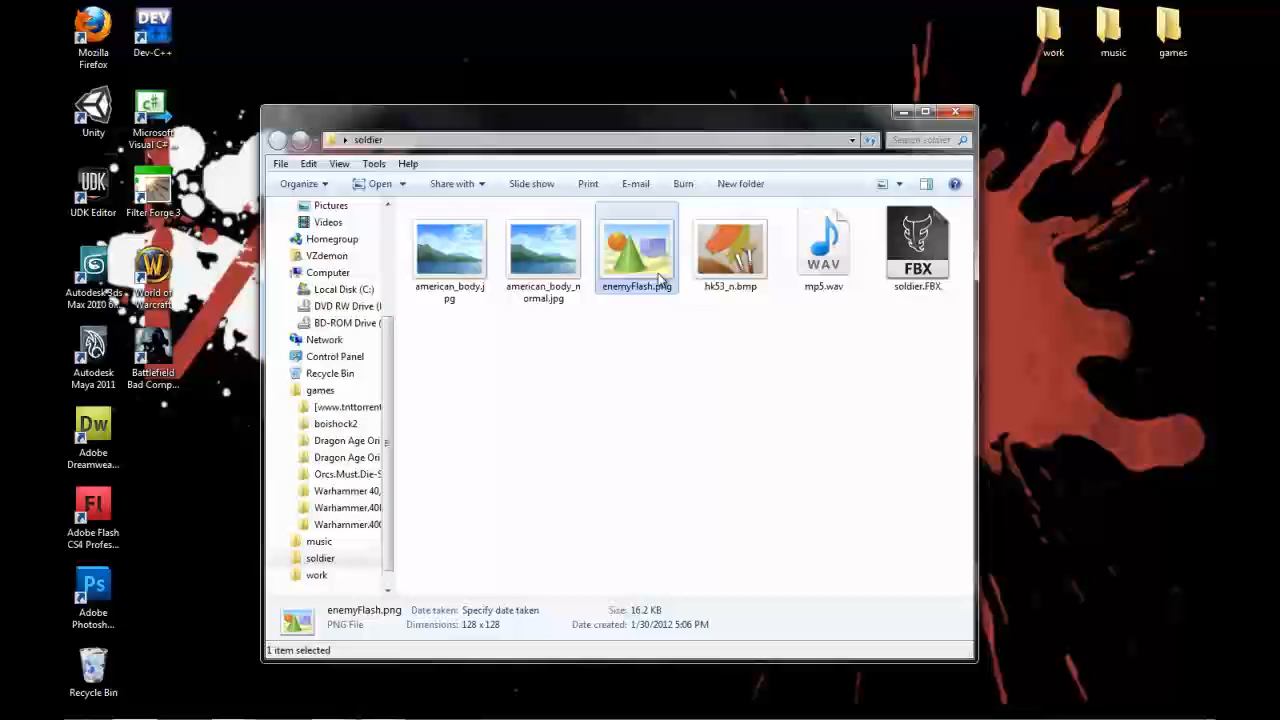 Mozilla
Firefox
DEV
Dev-C++
work
music
games
Unity
C#
Microsoft
Visual C# ...
UDK
UDK Editor
Filter Forge 3
Autodesk 3ds
Max 2010 6...
World of
Warcraft
Autodesk
Maya 2011
Battlefield
Bad Comp...
Dw
Adobe
Dreamwea...
Fl
Adobe Flash
CS4 Profes...
Ps
Adobe
Photosh...
Recycle Bin
soldier
Search soldier
File Edit View Tools Help
Organize Open Share with Slide show Print E-mail Burn New folder
Pictures
Videos
Homegroup
VZdemon
Computer
Local Disk (C:)
DVD RW Drive (
BD-ROM Drive (
Network
Control Panel
Recycle Bin
games
[www.tnttorrent
boishock2
Dragon Age Ori
Dragon Age Ori
Orcs.Must.Die-S
Warhammer 40,
Warhammer.40
Warhammer.400
music
soldier
work
american_body.j
pg
american_body_n
ormal.jpg
enemyFlash.png
hk53_n.bmp
WAV
mp5.wav
FBX
soldier.FBX
enemyFlash.png Date taken: Specify date taken Size: 16.2 KB
PNG File Dimensions: 128 x 128 Date created: 1/30/2012 5:06 PM
1 item selected